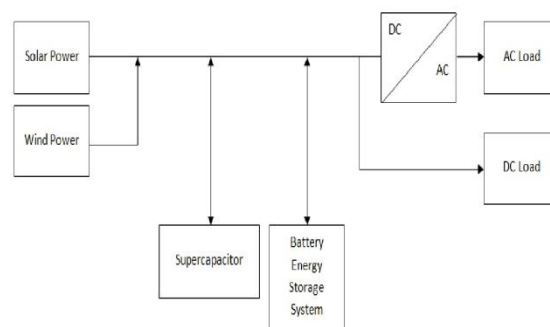 Solar Power
DC
AC
AC Load
Wind Power
DC Load
Supercapacitor
Battery
Energy
Storage
System